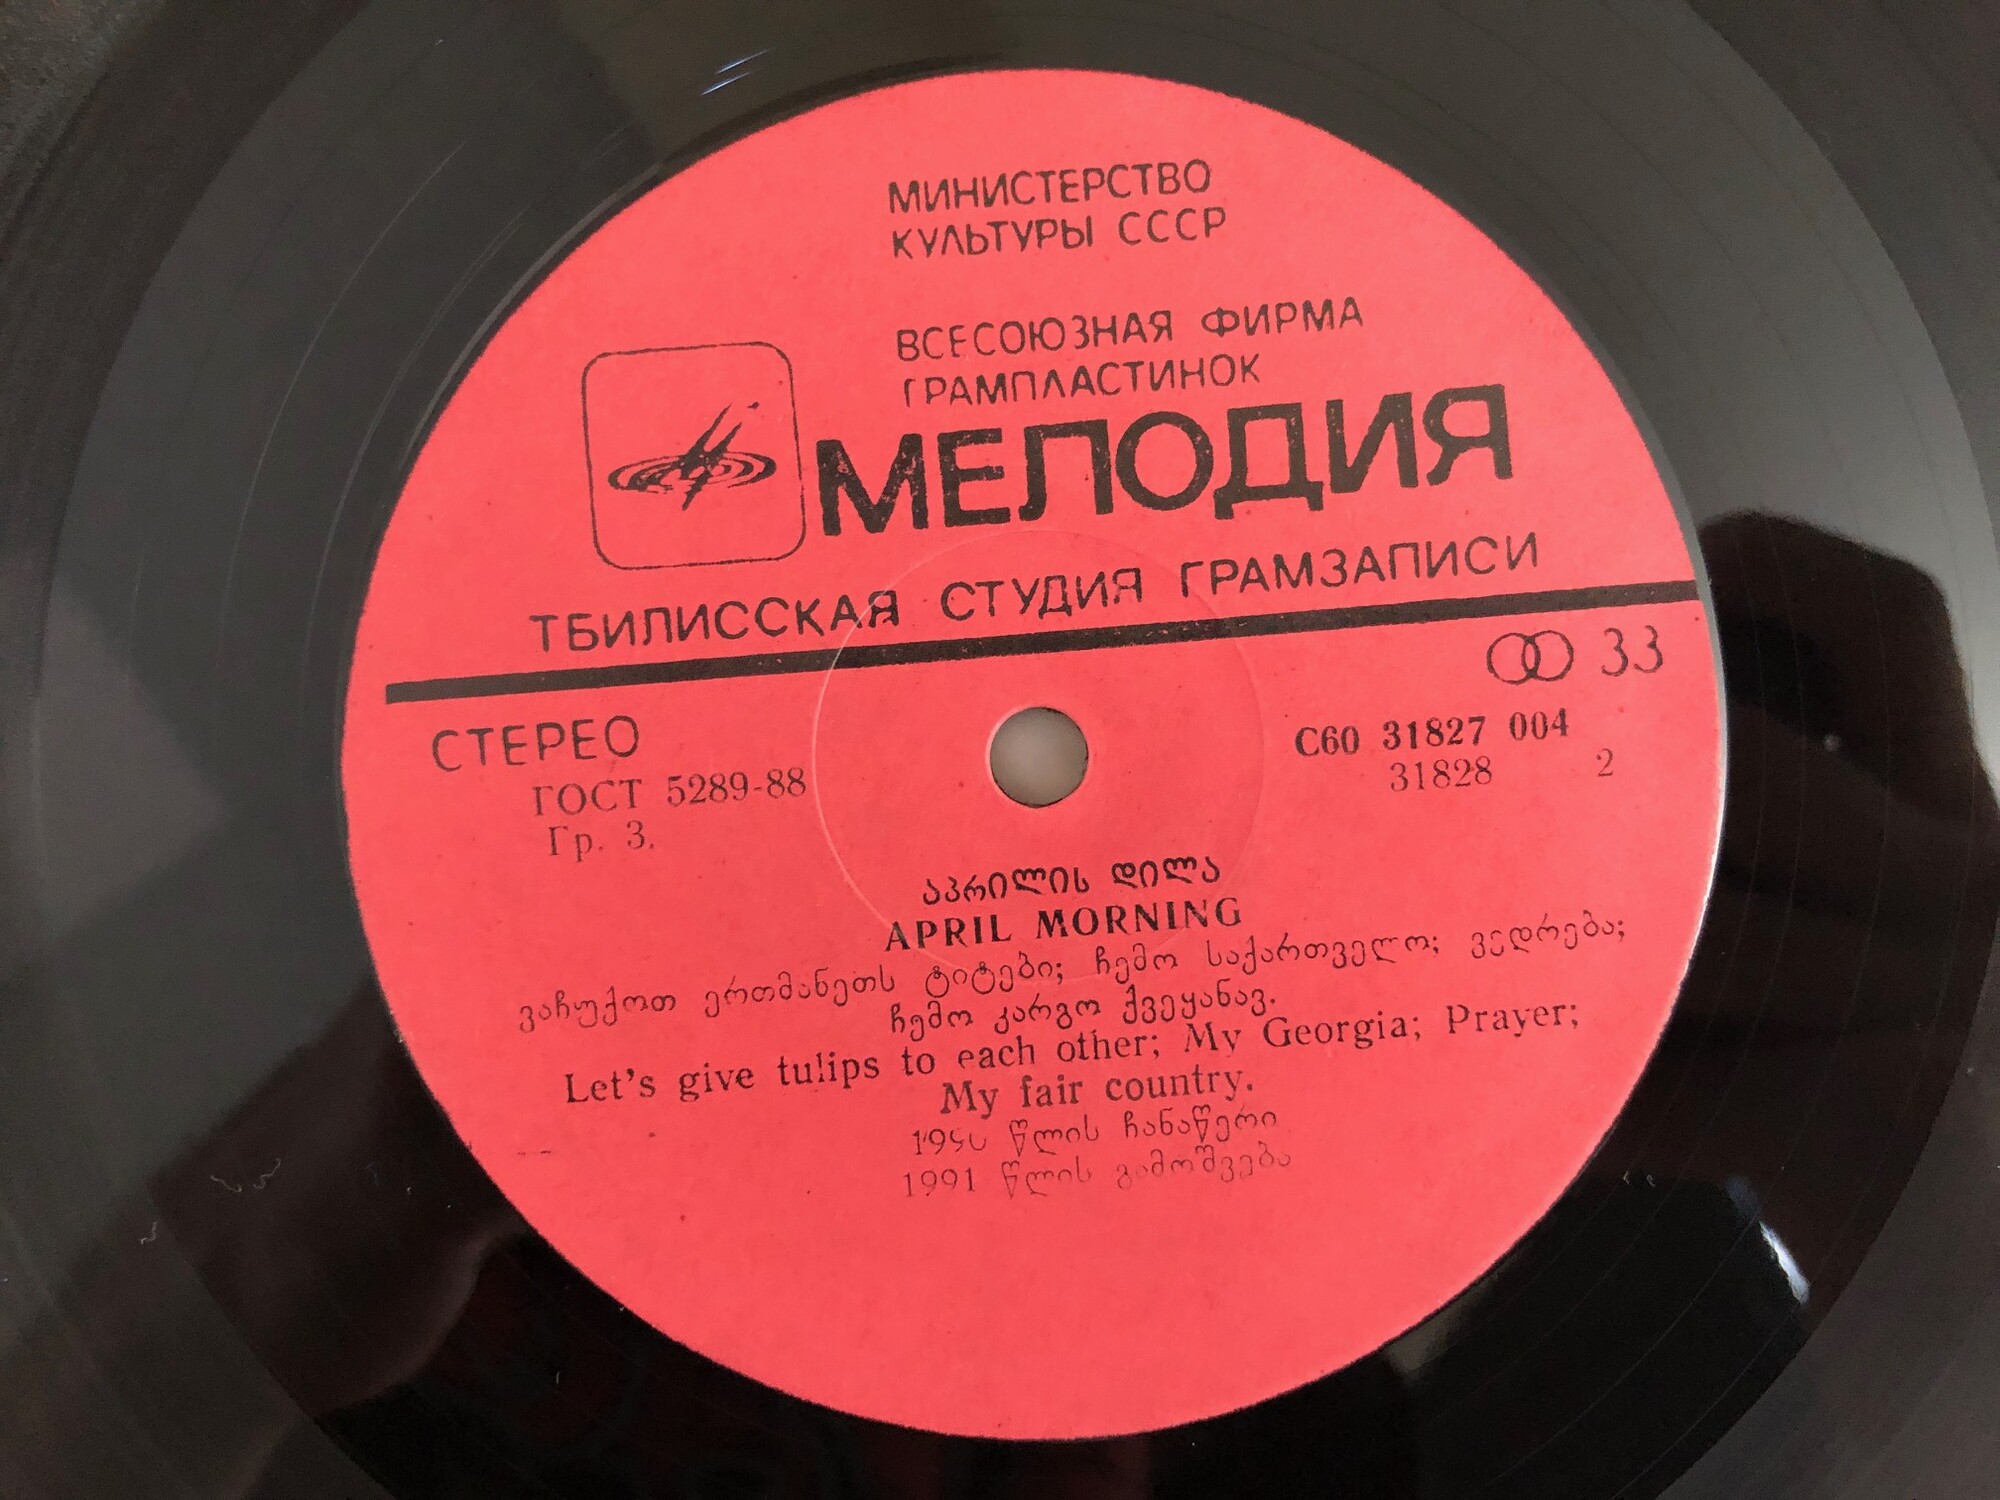 МИНИСТЕРСТВО
КУЛЬТУРЫ СССР
ВСЕСОЮЗНАЯ ФИРМА
ГРАМПЛАСТИНОК
МЕЛОДИЯ
ТБИЛИССКАЯ СТУДИЯ ГРАМЗАПИСИ
33
СТЕРЕО
ГОСТ 5289-88
Гр. 3.
С60 31827 004
31828 2
აპრილის დილა
APRIL MORNING
ვაჩუქოთ ერთმანეთს ტიტები; ჩემო საქართველო; ვედრება;
ჩემო კარგო ქვეყანავ.
Let's give tulips to each other; My Georgia; Prayer;
My fair country.
1990 წლის ჩანაწერი
1991 წლის გამოშვება